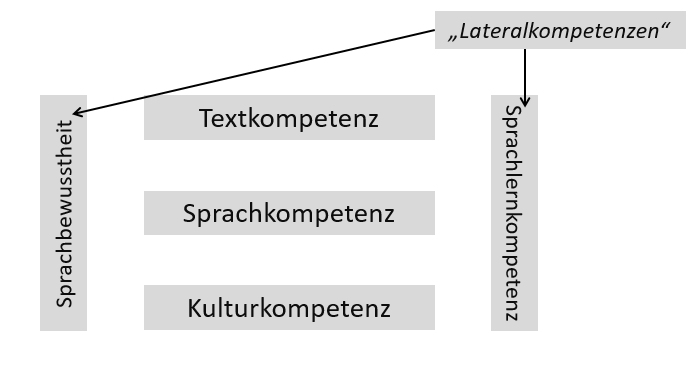 „Lateralkompetenzen“
Sprachbewusstheit
Textkompetenz
Sprachkompetenz
Kulturkompetenz
Sprachlernkompetenz